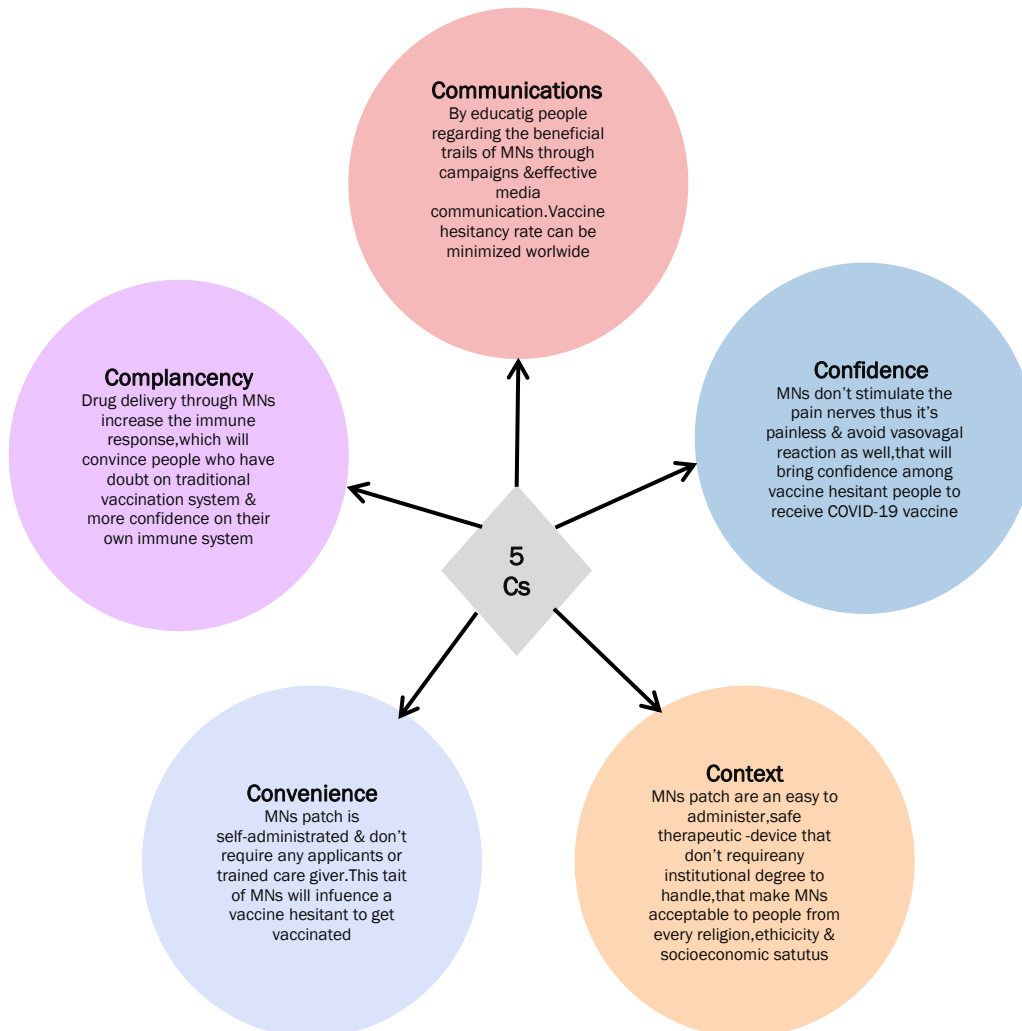 Communications
By educatig people
regarding the beneficial
trails of MNs through
campaigns &effective
media
communication.Vaccine
hesitancy rate can be
minimized worlwide
Complancency
Drug delivery through MNs
increase the immune
response,which will
convince people who have
doubt on traditional
vaccination system &
more confidence on their
own immune system
Confidence
MNs don't stimulate the
pain nerves thus it's
painless & avoid vasovagal
reaction as well,that will
bring confidence among
vaccine hesitant people to
receive COVID-19 vaccine
5
Cs
Convenience
MNs patch is
self-administrated & don't
require any applicants or
trained care giver.This tait
of MNs will infuence a
vaccine hesitant to get
vaccinated
Context
MNs patch are an easy to
administer,safe
therapeutic -device that
don't requireany
institutional degree to
handle,that make MNs
acceptable to people from
every religion,ethicicity &
socioeconomic satutus